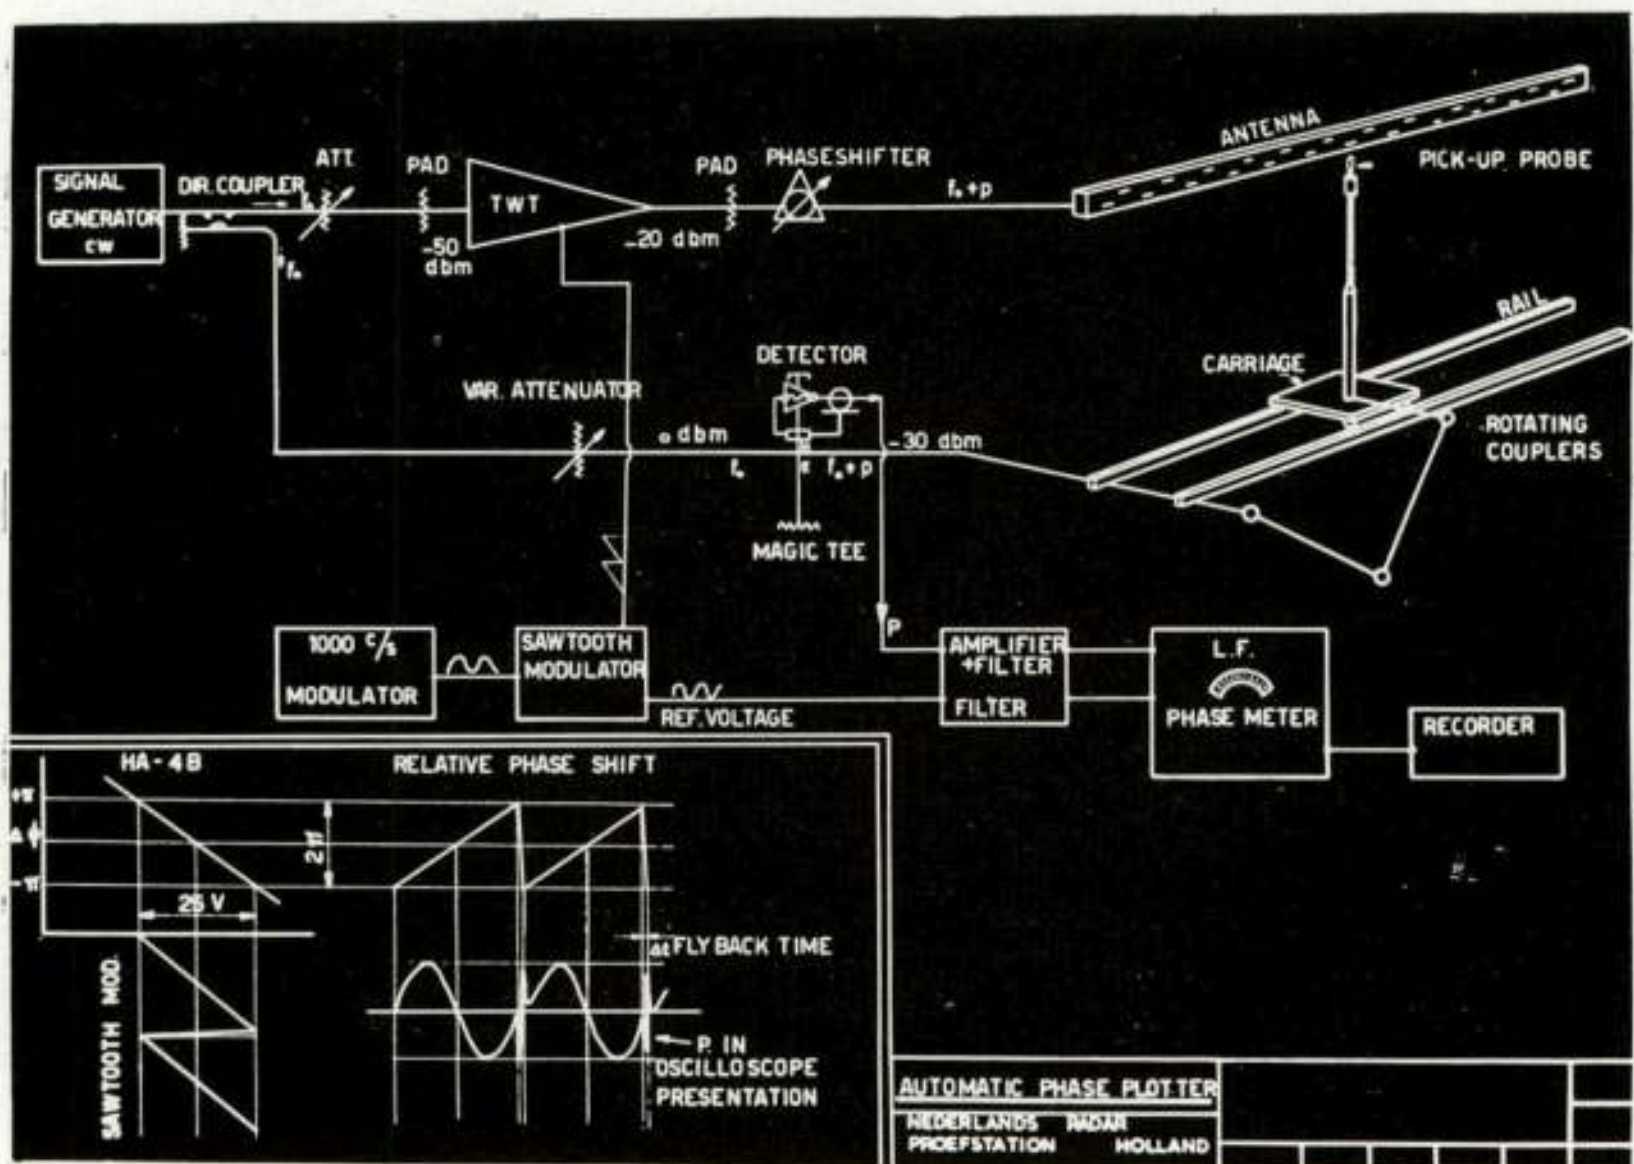 SIGNAL
GENERATOR
CW
DIR. COUPLER
f₀
ATT.
PAD
-50
dbm
TWT
-20 dbm
PAD
PHASESHIFTER
f₀+p
ANTENNA
PICK-UP PROBE
f₀
VAR. ATTENUATOR
0 dbm
f₀
DETECTOR
E
f₀+p
-30 dbm
MAGIC TEE
RAIL
CARRIAGE
ROTATING
COUPLERS
1000 c/s
MODULATOR
SAWTOOTH
MODULATOR
REF. VOLTAGE
P
AMPLIFIER
+FILTER
FILTER
L.F.
PHASE METER
RECORDER
HA-4B
RELATIVE PHASE SHIFT
+π
Δ ϕ
-π
2π
25 V
SAWTOOTH MOD.
Δt FLYBACK TIME
P. IN
OSCILLOSCOPE
PRESENTATION
AUTOMATIC PHASE PLOTTER
NEDERLANDS RADAR
PROEFSTATION HOLLAND